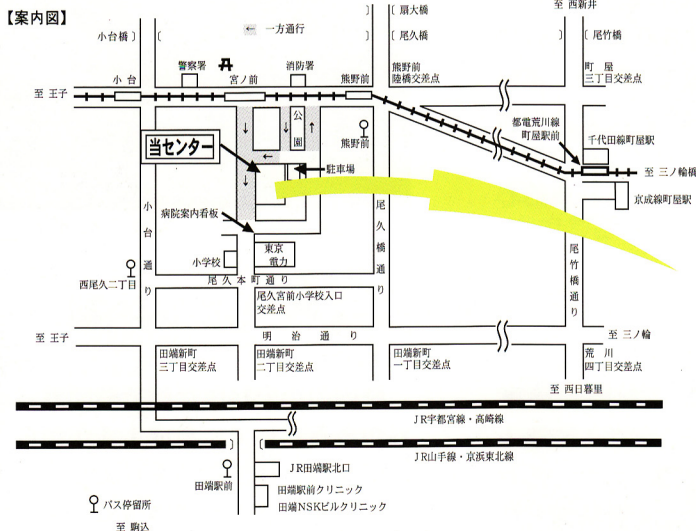 【案内図】
← 一方通行
小台橋
扇大橋
尾久橋
至 西新井
尾竹橋
警察署
消防署
小 台
宮ノ前
熊野前
熊野前
陸橋交差点
町 屋
三丁目交差点
至 王子
公園
都電荒川線
町屋駅前
千代田線町屋駅
当センター
熊野前
駐車場
至 三ノ輪橋
京成線町屋駅
病院案内看板
小台通り
尾久橋通り
尾竹橋通り
東京
電力
小学校
西尾久二丁目
尾久本町通り
尾久宮前小学校入口
交差点
至 王子
明治通り
至 三ノ輪
田端新町
三丁目交差点
田端新町
二丁目交差点
田端新町
一丁目交差点
荒 川
四丁目交差点
至 西日暮里
JR宇都宮線・高崎線
JR山手線・京浜東北線
JR田端駅北口
田端駅前
田端駅前クリニック
田端NSKビルクリニック
バス停留所
至 駒込